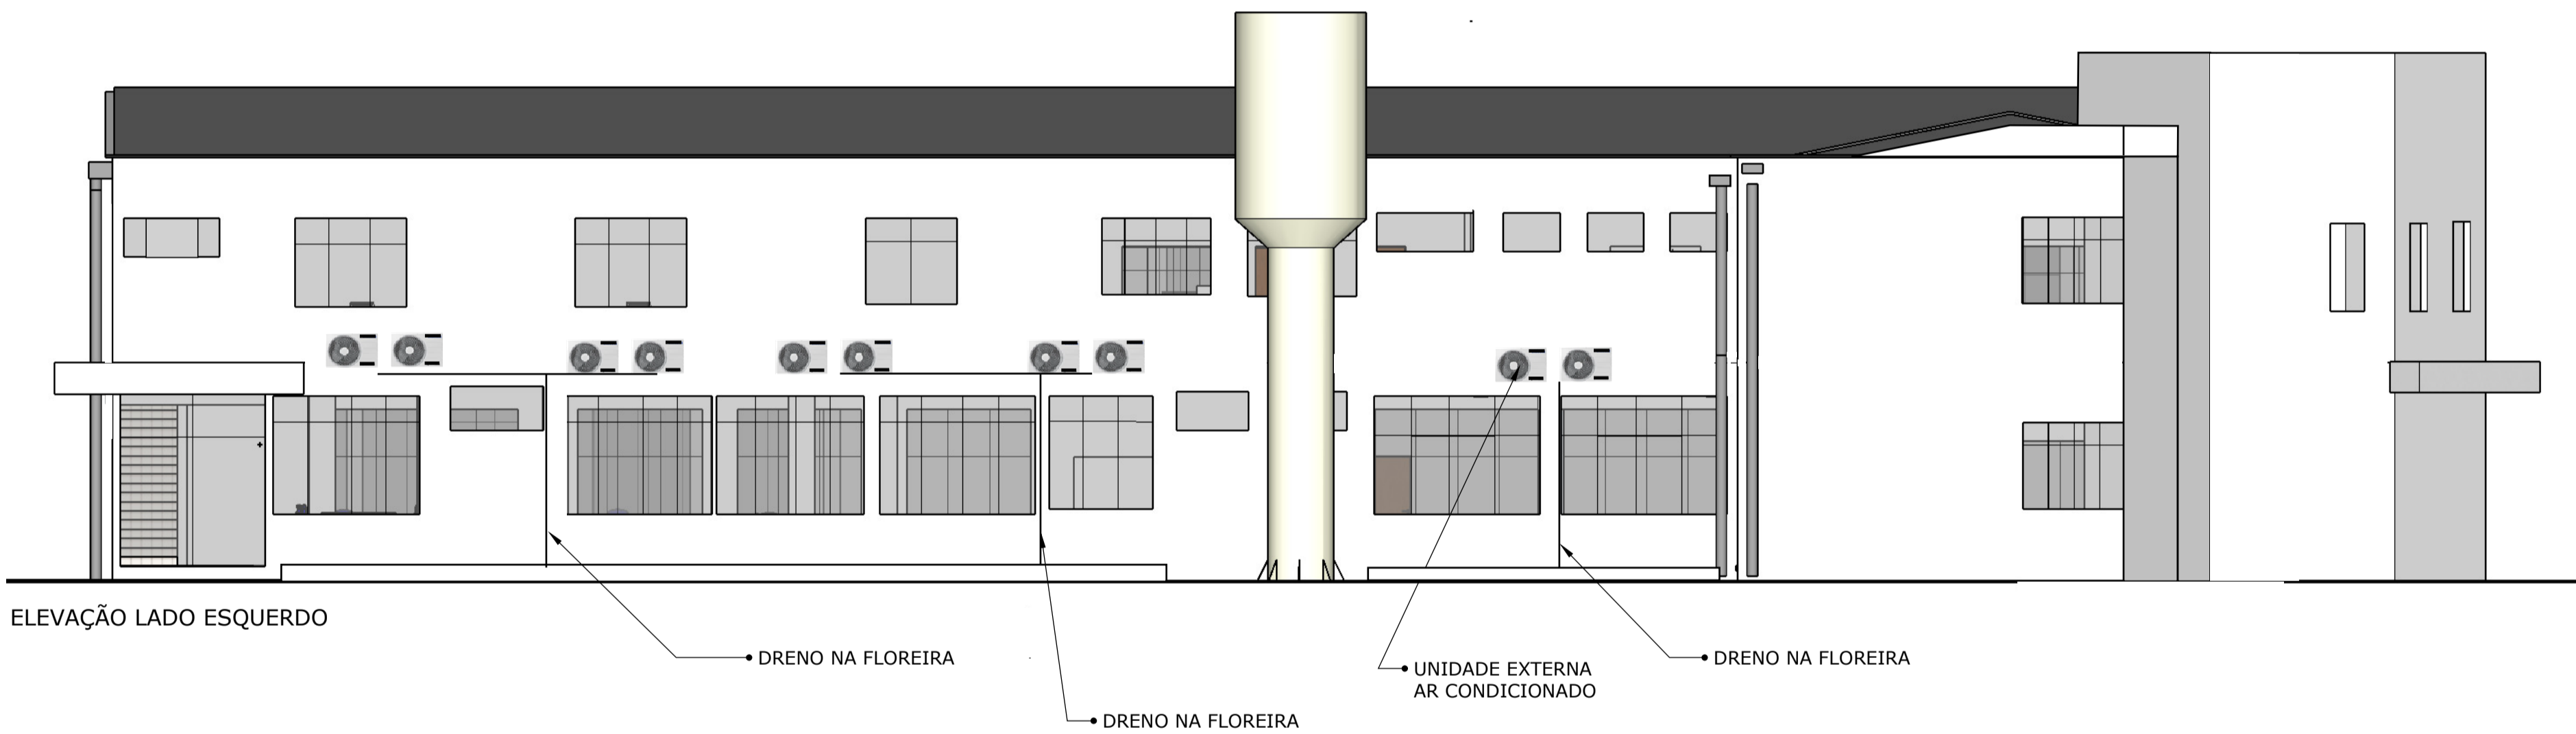 ELEVAÇÃO LADO ESQUERDO
DRENO NA FLOREIRA
DRENO NA FLOREIRA
UNIDADE EXTERNA
AR CONDICIONADO
DRENO NA FLOREIRA